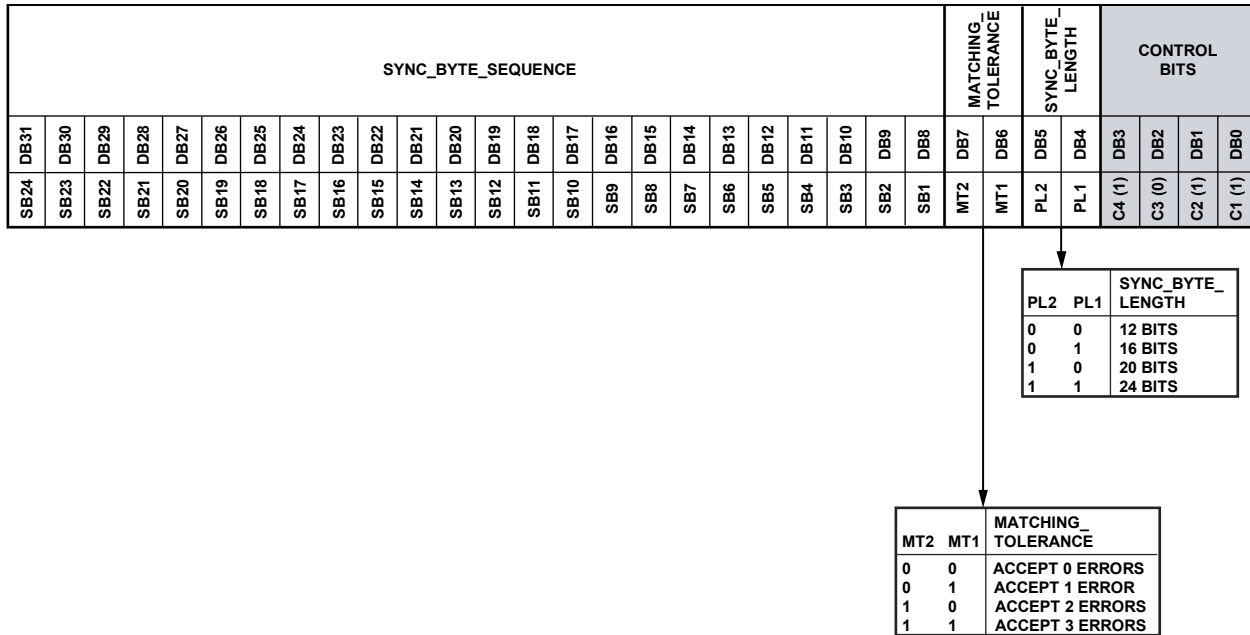 SYNC_BYTE_SEQUENCE
MATCHING_
TOLERANCE
SYNC_BYTE_
LENGTH
CONTROL
BITS
DB31 DB30 DB29 DB28 DB27 DB26 DB25 DB24 DB23 DB22 DB21 DB20 DB19 DB18 DB17 DB16 DB15 DB14 DB13 DB12 DB11 DB10 DB9 DB8 DB7 DB6 DB5 DB4 DB3 DB2 DB1 DB0
SB24 SB23 SB22 SB21 SB20 SB19 SB18 SB17 SB16 SB15 SB14 SB13 SB12 SB11 SB10 SB9 SB8 SB7 SB6 SB5 SB4 SB3 SB2 SB1 MT2 MT1 PL2 PL1 C4 (1) C3 (0) C2 (1) C1 (1)
PL2 PL1 SYNC_BYTE_
LENGTH
0 0 12 BITS
0 1 16 BITS
1 0 20 BITS
1 1 24 BITS
MT2 MT1 MATCHING_
TOLERANCE
0 0 ACCEPT 0 ERRORS
0 1 ACCEPT 1 ERROR
1 0 ACCEPT 2 ERRORS
1 1 ACCEPT 3 ERRORS